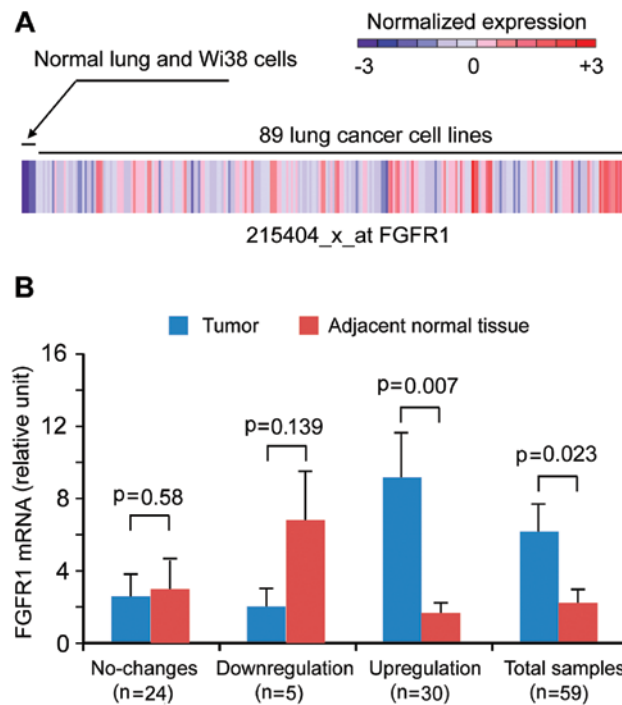 A
Normalized expression
-3 0 +3
Normal lung and Wi38 cells
89 lung cancer cell lines
215404_x_at FGFR1
B
Tumor Adjacent normal tissue
FGFR1 mRNA (relative unit)
16
12
8
4
0
p=0.58
p=0.139
p=0.007
p=0.023
No-changes Downregulation Upregulation Total samples
(n=24) (n=5) (n=30) (n=59)